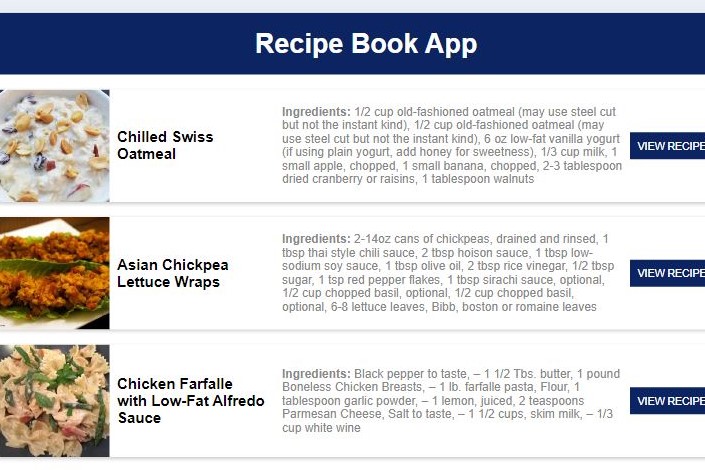 Recipe Book App
Chilled Swiss
Oatmeal
Ingredients: 1/2 cup old-fashioned oatmeal (may use steel cut
but not the instant kind), 1/2 cup old-fashioned oatmeal (may
use steel cut but not the instant kind), 6 oz low-fat vanilla yogurt
(if using plain yogurt, add honey for sweetness), 1/3 cup milk, 1
small apple, chopped, 1 small banana, chopped, 2-3 tablespoon
dried cranberry or raisins, 1 tablespoon walnuts
VIEW RECIPE
Asian Chickpea
Lettuce Wraps
Ingredients: 2-14oz cans of chickpeas, drained and rinsed, 1
tbsp thai style chili sauce, 2 tbsp hoison sauce, 1 tbsp low-
sodium soy sauce, 1 tbsp olive oil, 2 tbsp rice vinegar, 1/2 tbsp
sugar, 1 tsp red pepper flakes, 1 tbsp sirachi sauce, optional,
1/2 cup chopped basil, optional, 1/2 cup chopped basil,
optional, 6-8 lettuce leaves, Bibb, boston or romaine leaves
VIEW RECIPE
Chicken Farfalle
with Low-Fat Alfredo
Sauce
Ingredients: Black pepper to taste, – 1 1/2 Tbs. butter, 1 pound
Boneless Chicken Breasts, – 1 lb. farfalle pasta, Flour, 1
tablespoon garlic powder, – 1 lemon, juiced, 2 teaspoons
Parmesan Cheese, Salt to taste, – 1 1/2 cups, skim milk, – 1/3
cup white wine
VIEW RECIPE